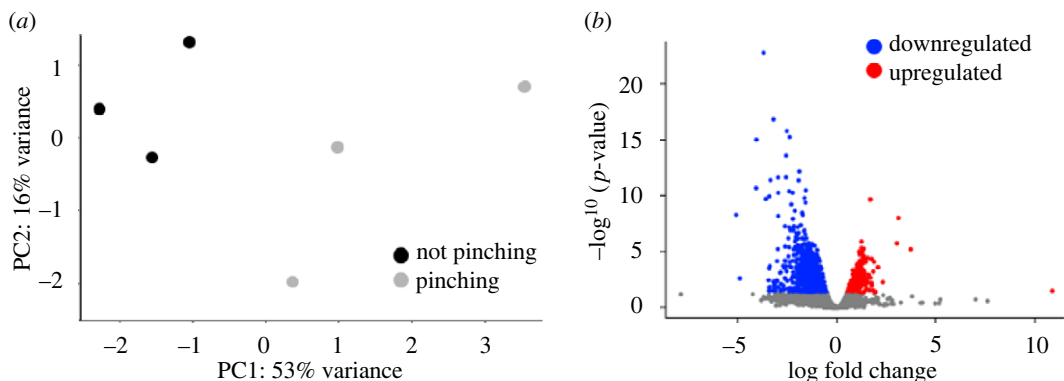 (a)
1
0
−1
−2
PC2: 16% variance
not pinching
pinching
−2
−1
0
1
2
3
PC1: 53% variance
(b)
downregulated
upregulated
20
15
10
5
0
−log10 (p-value)
−5
0
5
10
log fold change